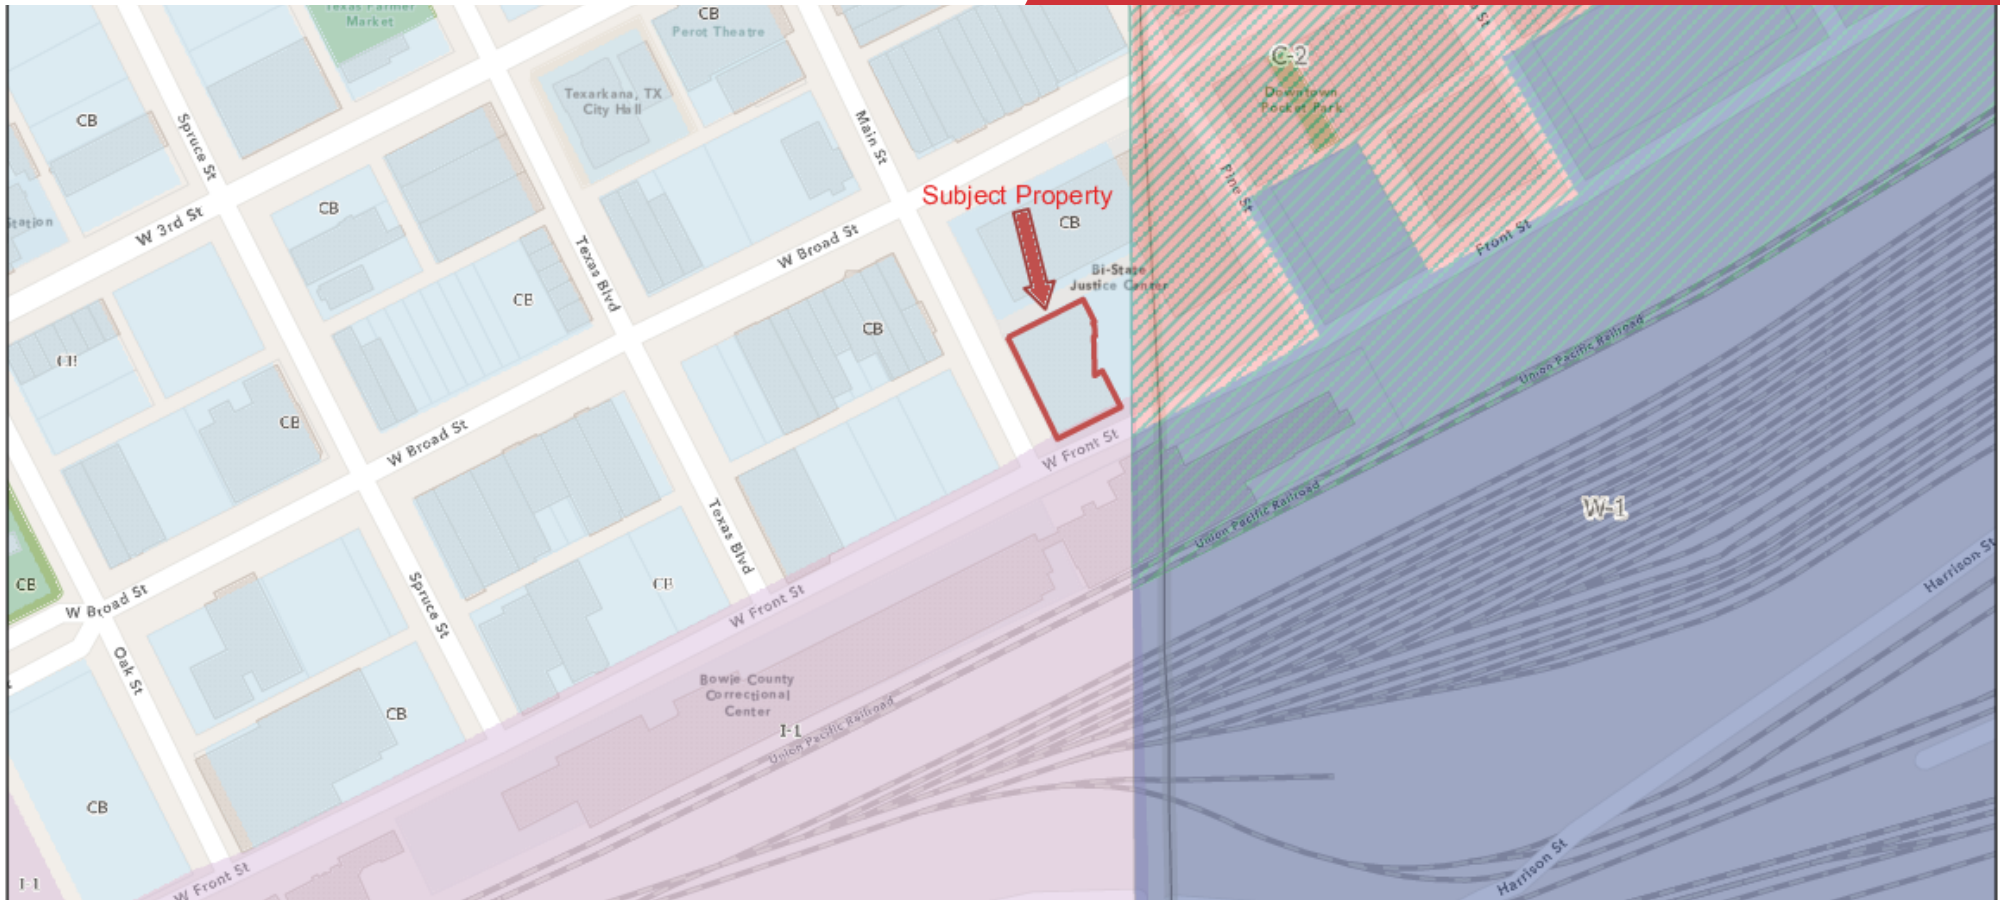 Texas Farmer
Market
CB
Perot Theatre
St
C-2
Downtown
Pocket Park
Texarkana, TX
City Hall
CB
Spruce St
Main St
Station
W 3rd St
CB
Subject Property
CB
Pine St
Front St
W Broad St
Texas Blvd
Bi-State
Justice Center
CB
CB
CB
Union Pacific Railroad
CB
W Broad St
W Front St
Union Pacific Railroad
W-1
Texas Blvd
Harrison St
CB
W Broad St
Spruce St
CB
W Front St
Oak St
Bowie County
Correctional
Center
CB
I-1
Union Pacific Railroad
CB
I-1
W Front St
Harrison St